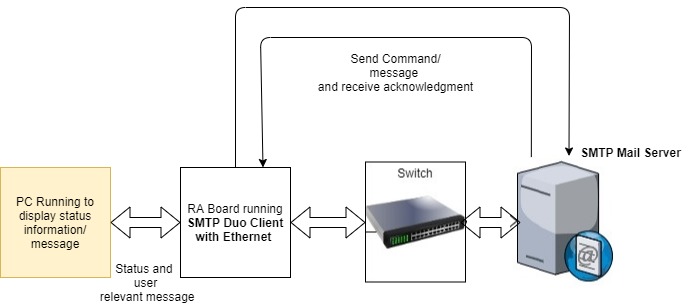 Send Command/
message
and receive acknowledgment
SMTP Mail Server
Switch
PC Running to
display status
information/
message
RA Board running
SMTP Duo Client
with Ethernet
Status and
user
relevant message
@